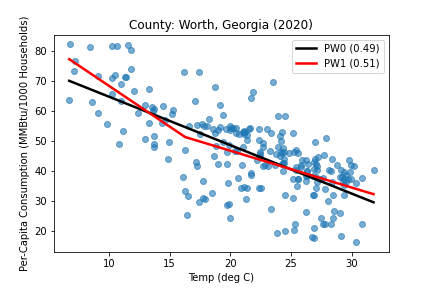 County: Worth, Georgia (2020)
PW0 (0.49)
PW1 (0.51)
Per-Capita Consumption (MMBtu/1000 Households)
80
70
60
50
40
30
20
10 15 20 25 30
Temp (deg C)